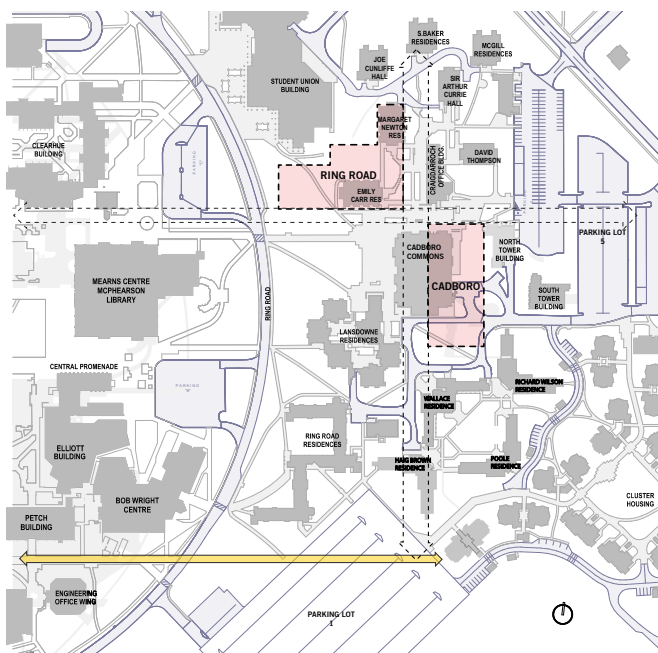 S.BAKER
RESIDENCES
MCGILL
RESIDENCES
JOE
CUNLIFFE
HALL
STUDENT UNION
BUILDING
SIR
ARTHUR
CURRIE
HALL
MARGARET
NEWTON
RES
CLEARHUE
BUILDING
PARKING
CRAIGDARROCH
OFFICE BLDG.
DAVID
THOMPSON
RING ROAD
EMILY
CARR RES
PARKING LOT
5
CADBORO
COMMONS
NORTH
TOWER
BUILDING
MEARNS CENTRE
MCPHEARSON
LIBRARY
CADBORO
SOUTH
TOWER
BUILDING
RING ROAD
LANSDOWNE
RESIDENCES
CENTRAL PROMENADE
PARKING
RICHARD WILSON
RESIDENCE
WALLACE
RESIDENCE
ELLIOTT
BUILDING
RING ROAD
RESIDENCES
HAIG BROWN
RESIDENCE
POOLE
RESIDENCE
BOB WRIGHT
CENTRE
CLUSTER
HOUSING
PETCH
BUILDING
ENGINEERING
OFFICE WING
PARKING LOT
1